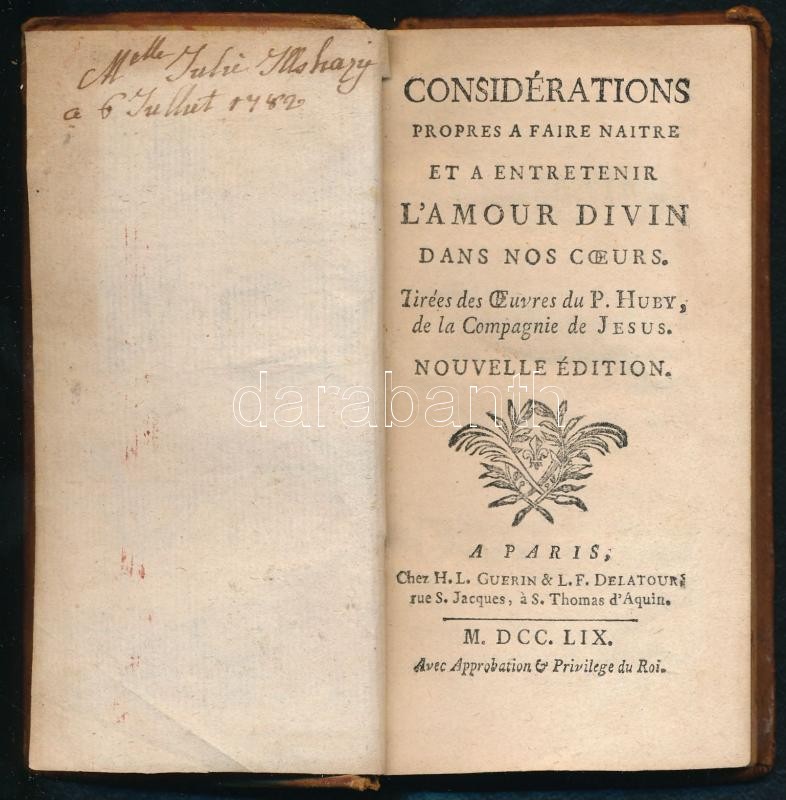 Melle Julie Illshazÿ
a 6 Julliet 1782
CONSIDÉRATIONS
PROPRES A FAIRE NAITRE
ET A ENTRETENIR
L'AMOUR DIVIN
DANS NOS CŒURS.
Tirées des Œuvres du P. HUBY,
de la Compagnie de JESUS.
NOUVELLE ÉDITION.
darabanth
A PARIS,
Chez H. L. GUERIN & L. F. DELATOUR,
rue S. Jacques, à S. Thomas d'Aquin.
M. DCC. LIX.
Avec Approbation & Privilege du Roi.